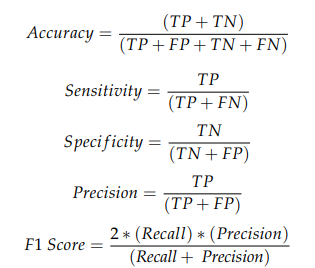 Accuracy = (TP + TN) / (TP + FP + TN + FN)
Sensitivity = TP / (TP + FN)
Specificity = TN / (TN + FP)
Precision = TP / (TP + FP)
F1 Score = 2 * (Recall) * (Precision) / (Recall + Precision)